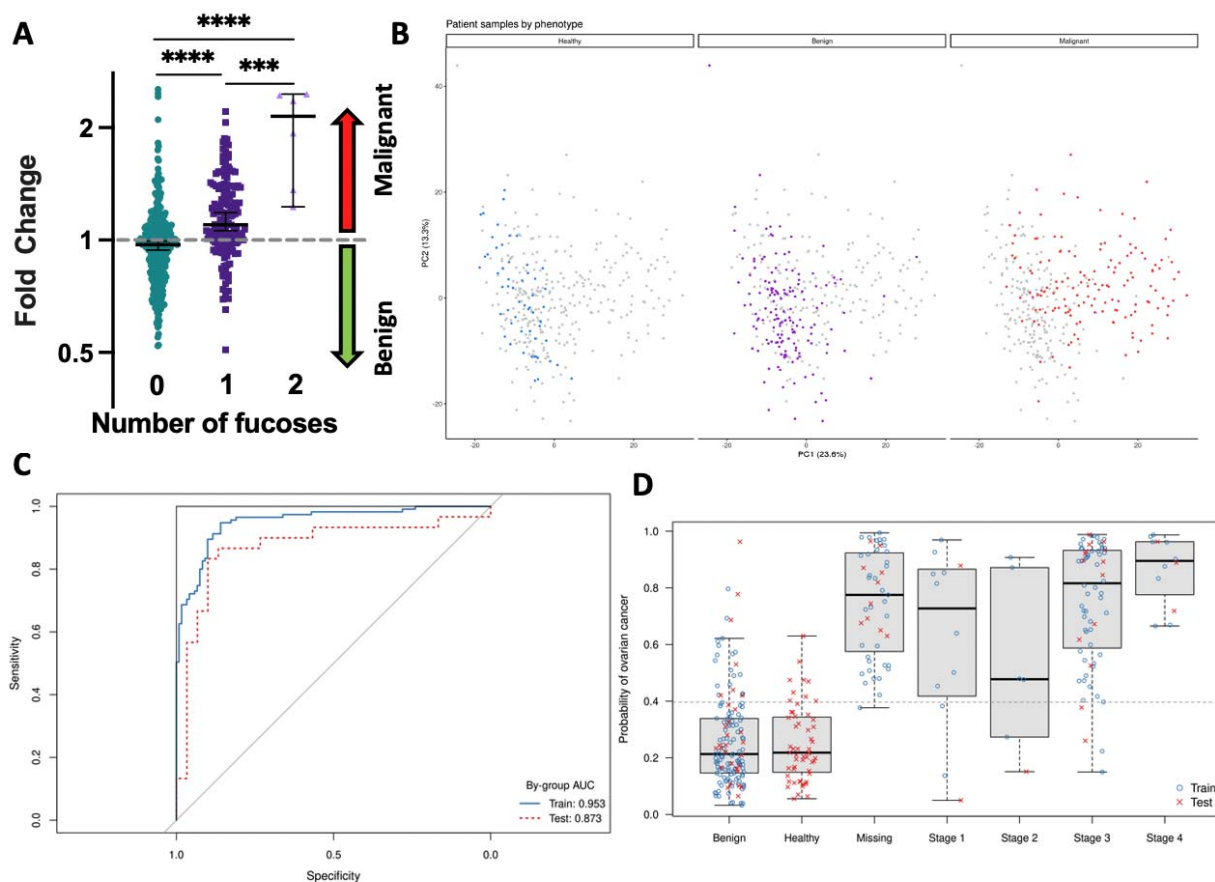 A
****
****
***
Fold Change
2
1
0.5
0
1
2
Number of fucoses
Malignant
Benign
B
Patient samples by phenotype
Healthy
Benign
Malignant
PC2 (13.3%)
40
20
0
-20
-20
0
20
-20
0
20
-20
0
20
PC1 (23.6%)
C
Sensitivity
1.0
0.8
0.6
0.4
0.2
0.0
1.0
0.5
0.0
Specificity
By-group AUC
Train: 0.953
Test: 0.873
D
Probability of ovarian cancer
1.0
0.8
0.6
0.4
0.2
0.0
Benign
Healthy
Missing
Stage 1
Stage 2
Stage 3
Stage 4
Train
Test